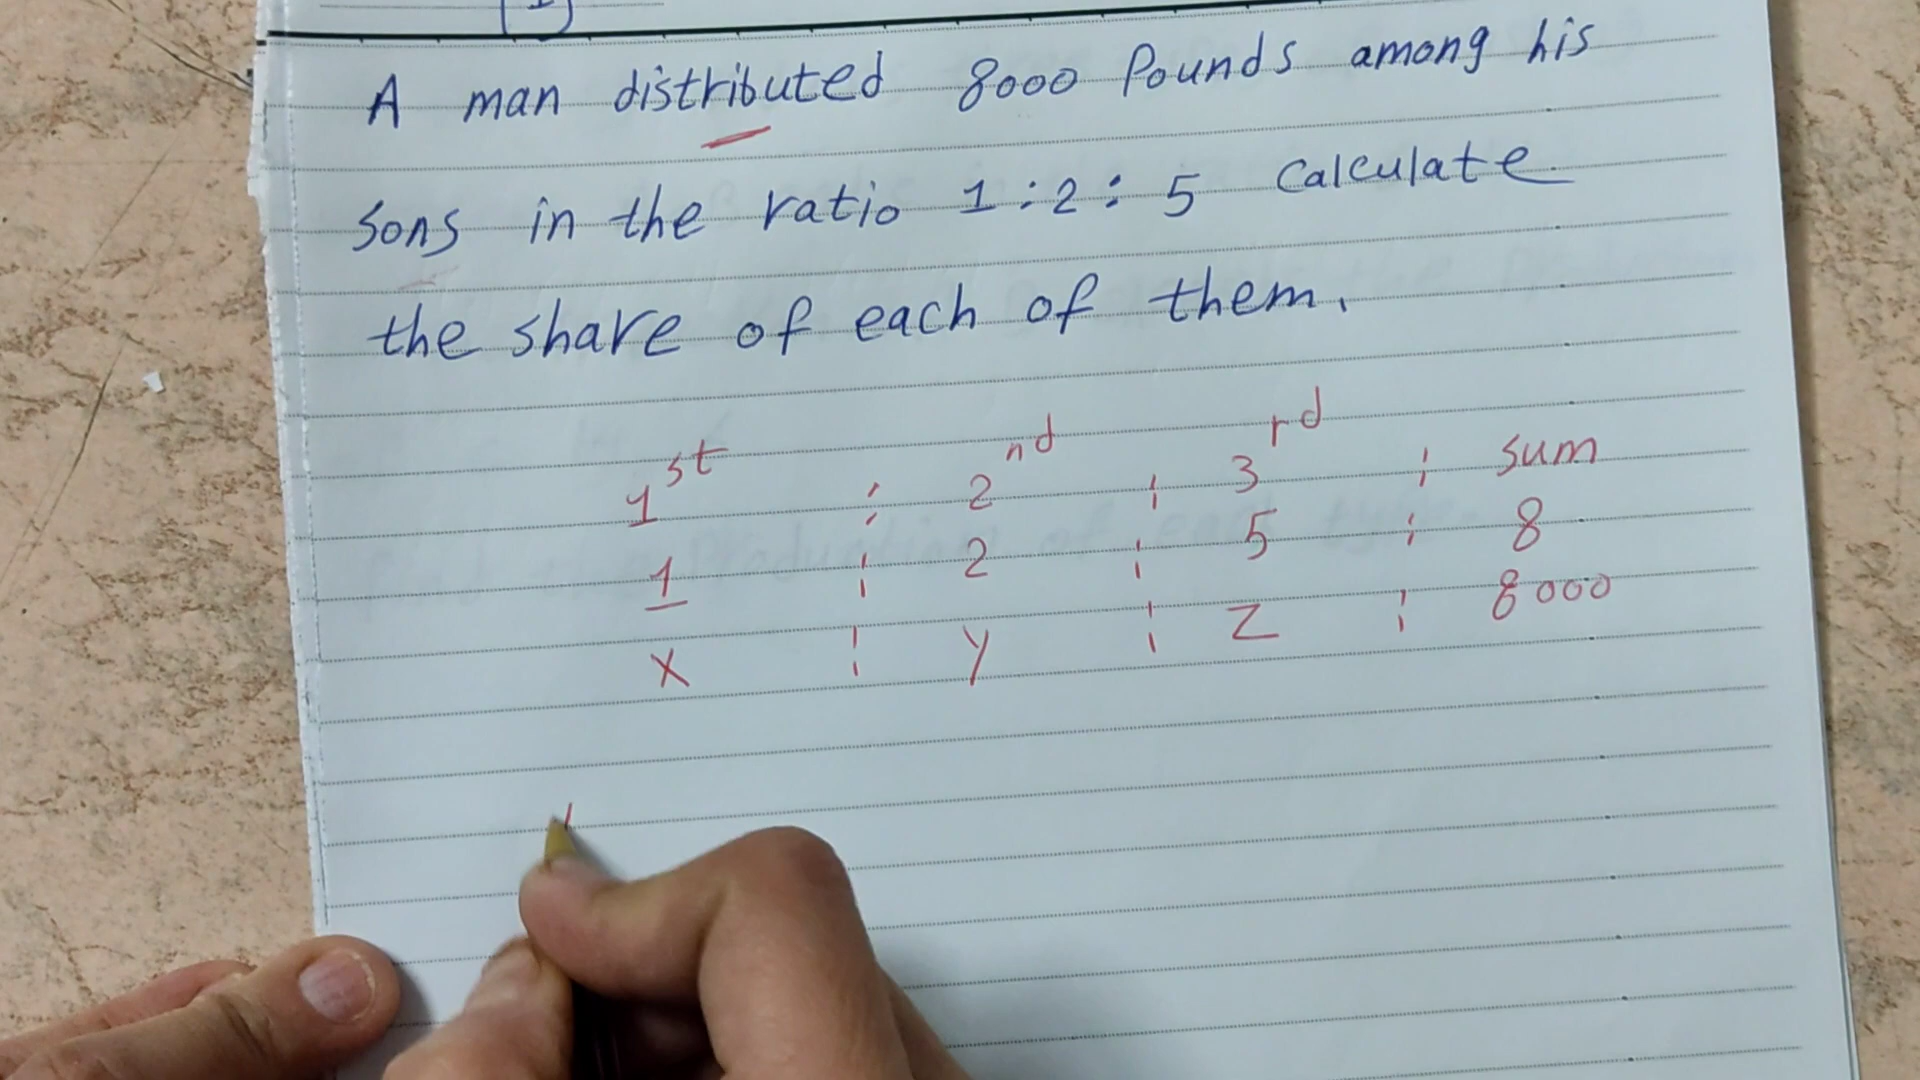 A man distributed 8000 Pounds among his
sons in the ratio 1 : 2 : 5 Calculate
the share of each of them.
1st : 2nd : 3rd : sum
1 : 2 : 5 : 8
X : y : Z : 8000